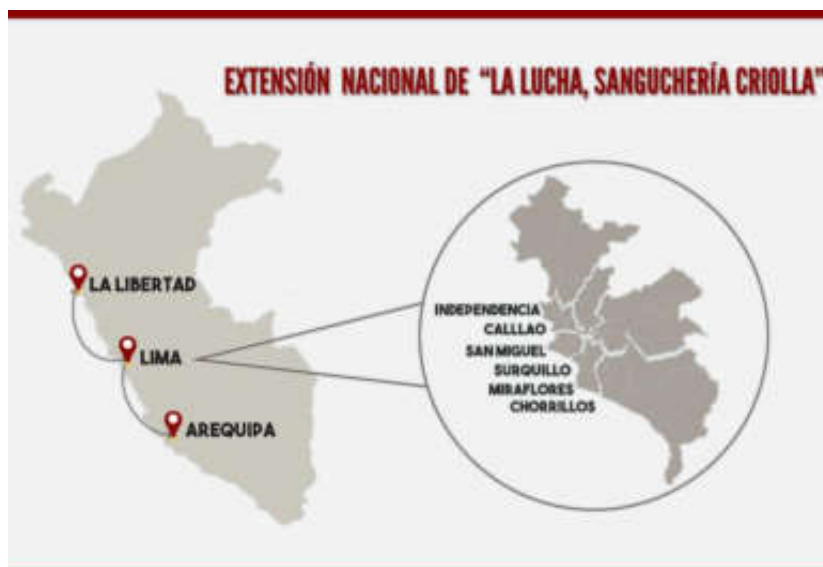 EXTENSIÓN NACIONAL DE "LA LUCHA, SANGUCHERÍA CRIOLLA"
LA LIBERTAD
LIMA
AREQUIPA
INDEPENDENCIA
CALLLAO
SAN MIGUEL
SURQUILLO
MIRAFLORES
CHORRILLOS